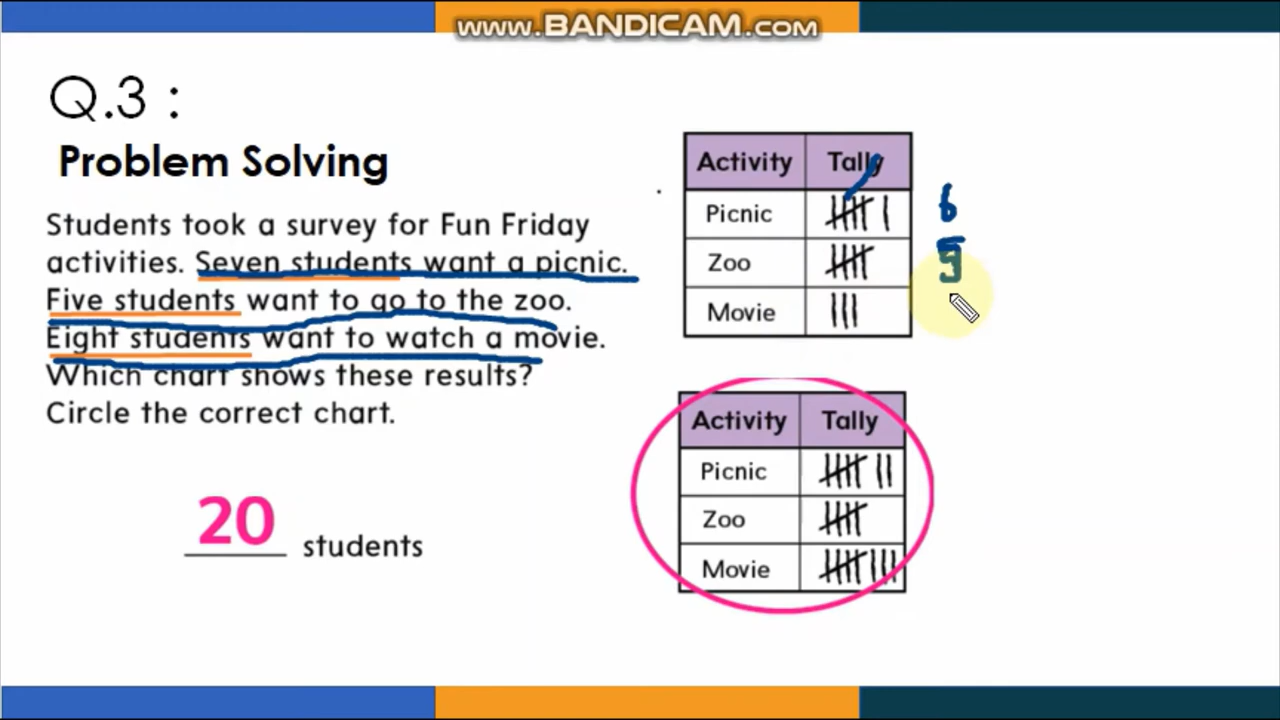 www.BANDICAM.com
Q.3 :
Problem Solving
Students took a survey for Fun Friday
activities. Seven students want a picnic.
Five students want to go to the zoo.
Eight students want to watch a movie.
Which chart shows these results?
Circle the correct chart.
20 students
Activity Tally
Picnic 6
Zoo 5
Movie
Activity Tally
Picnic
Zoo
Movie